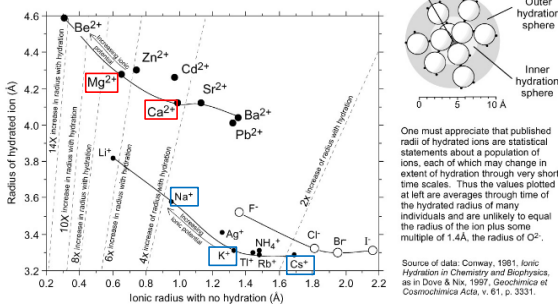 4.6
4.4
4.2
4.0
3.8
3.6
3.4
3.2
Radius of hydrated ion (Å)
0
0.2
0.4
0.6
0.8
1.0
1.2
1.4
1.6
1.8
2.0
2.2
Ionic radius with no hydration (Å)
Be2+
Increasing ionic
potential
Zn2+
Cd2+
Mg2+
Sr2+
Ca2+
Ba2+
Pb2+
Li+
Na+
Increasing
ionic potential
F-
Ag+
NH4+
K+
Tl+
Rb+
Cs+
Cl-
Br-
I-
14X increase in radius with hydration
10X increase in radius with hydration
8X increase in radius with hydration
6X increase in radius with hydration
4X increase of radius with hydration
2X increase of radius with hydration
Outer
hydration
sphere
Inner
hydration
sphere
0 5 10 Å
One must appreciate that published
radii of hydrated ions are statistical
statements about a population of
ions, each of which may change in
extent of hydration through very short
time scales. Thus the values plotted
at left are averages through time of
the hydrated radius of many
individuals and are unlikely to equal
the radius of the ion plus some
multiple of 1.4Å, the radius of O2-.
Source of data: Conway, 1981, Ionic
Hydration in Chemistry and Biophysics,
as in Dove & Nix, 1997, Geochimica et
Cosmochimica Acta, v. 61, p. 3331.